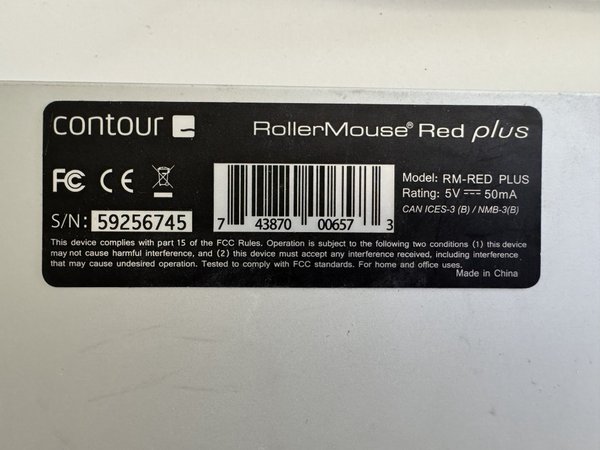 contour RollerMouse® Red plus
FC CE
Model: RM-RED PLUS
Rating: 5V ⎓ 50mA
CAN ICES-3 (B) / NMB-3(B)
S/N: 59256745
7 43870 00657 3
This device complies with part 15 of the FCC Rules. Operation is subject to the following two conditions (1) this device
may not cause harmful interference, and (2) this device must accept any interference received, including interference
that may cause undesired operation. Tested to comply with FCC standards. For home and office uses.
Made in China